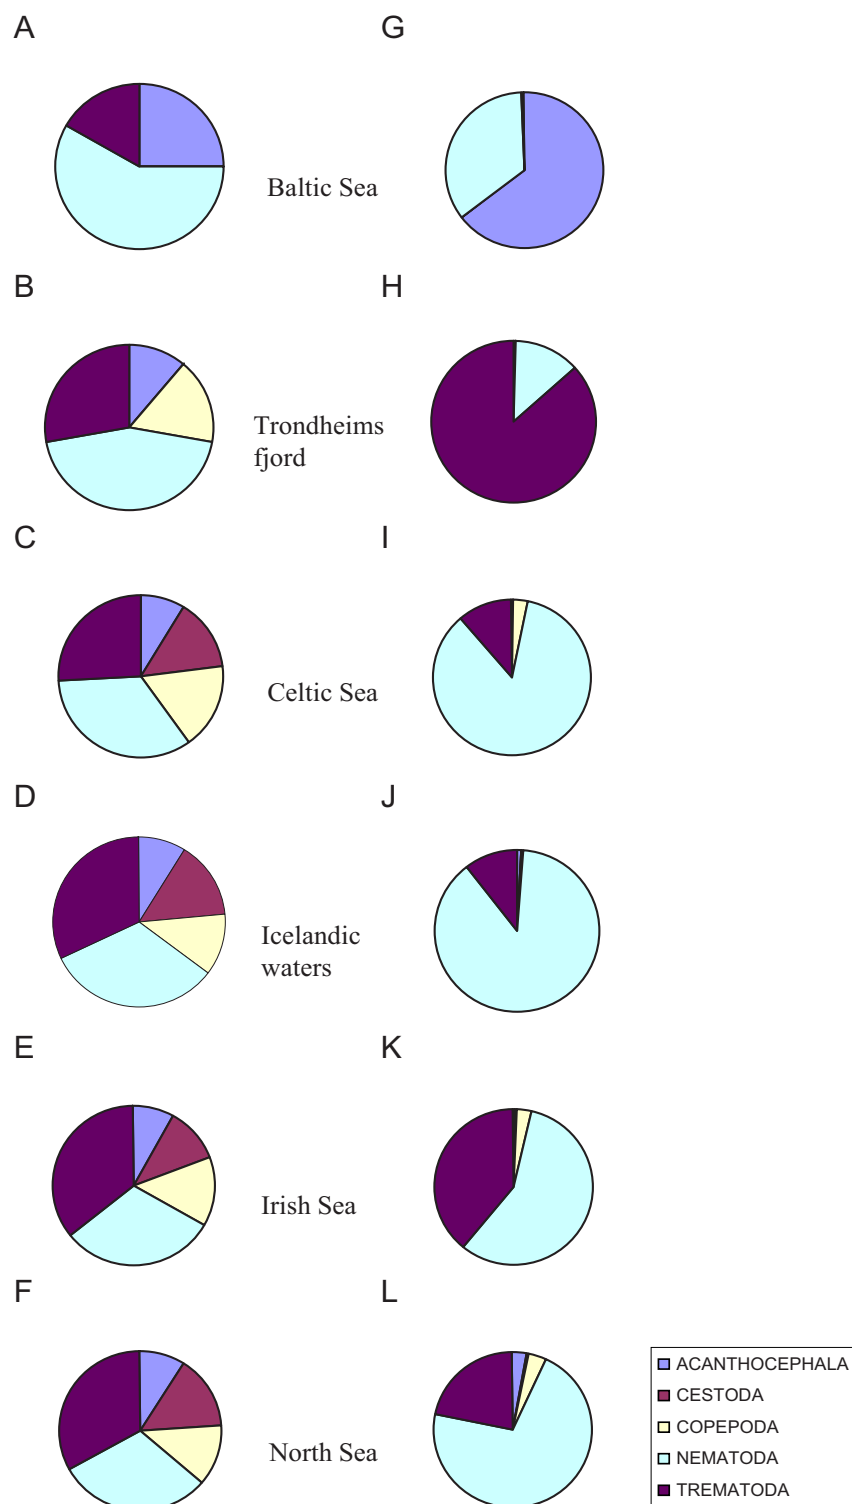 A
G
Baltic Sea
B
H
Trondheims
fjord
C
I
Celtic Sea
D
J
Icelandic
waters
E
K
Irish Sea
F
L
North Sea
ACANTHOCEPHALA
CESTODA
COPEPODA
NEMATODA
TREMATODA